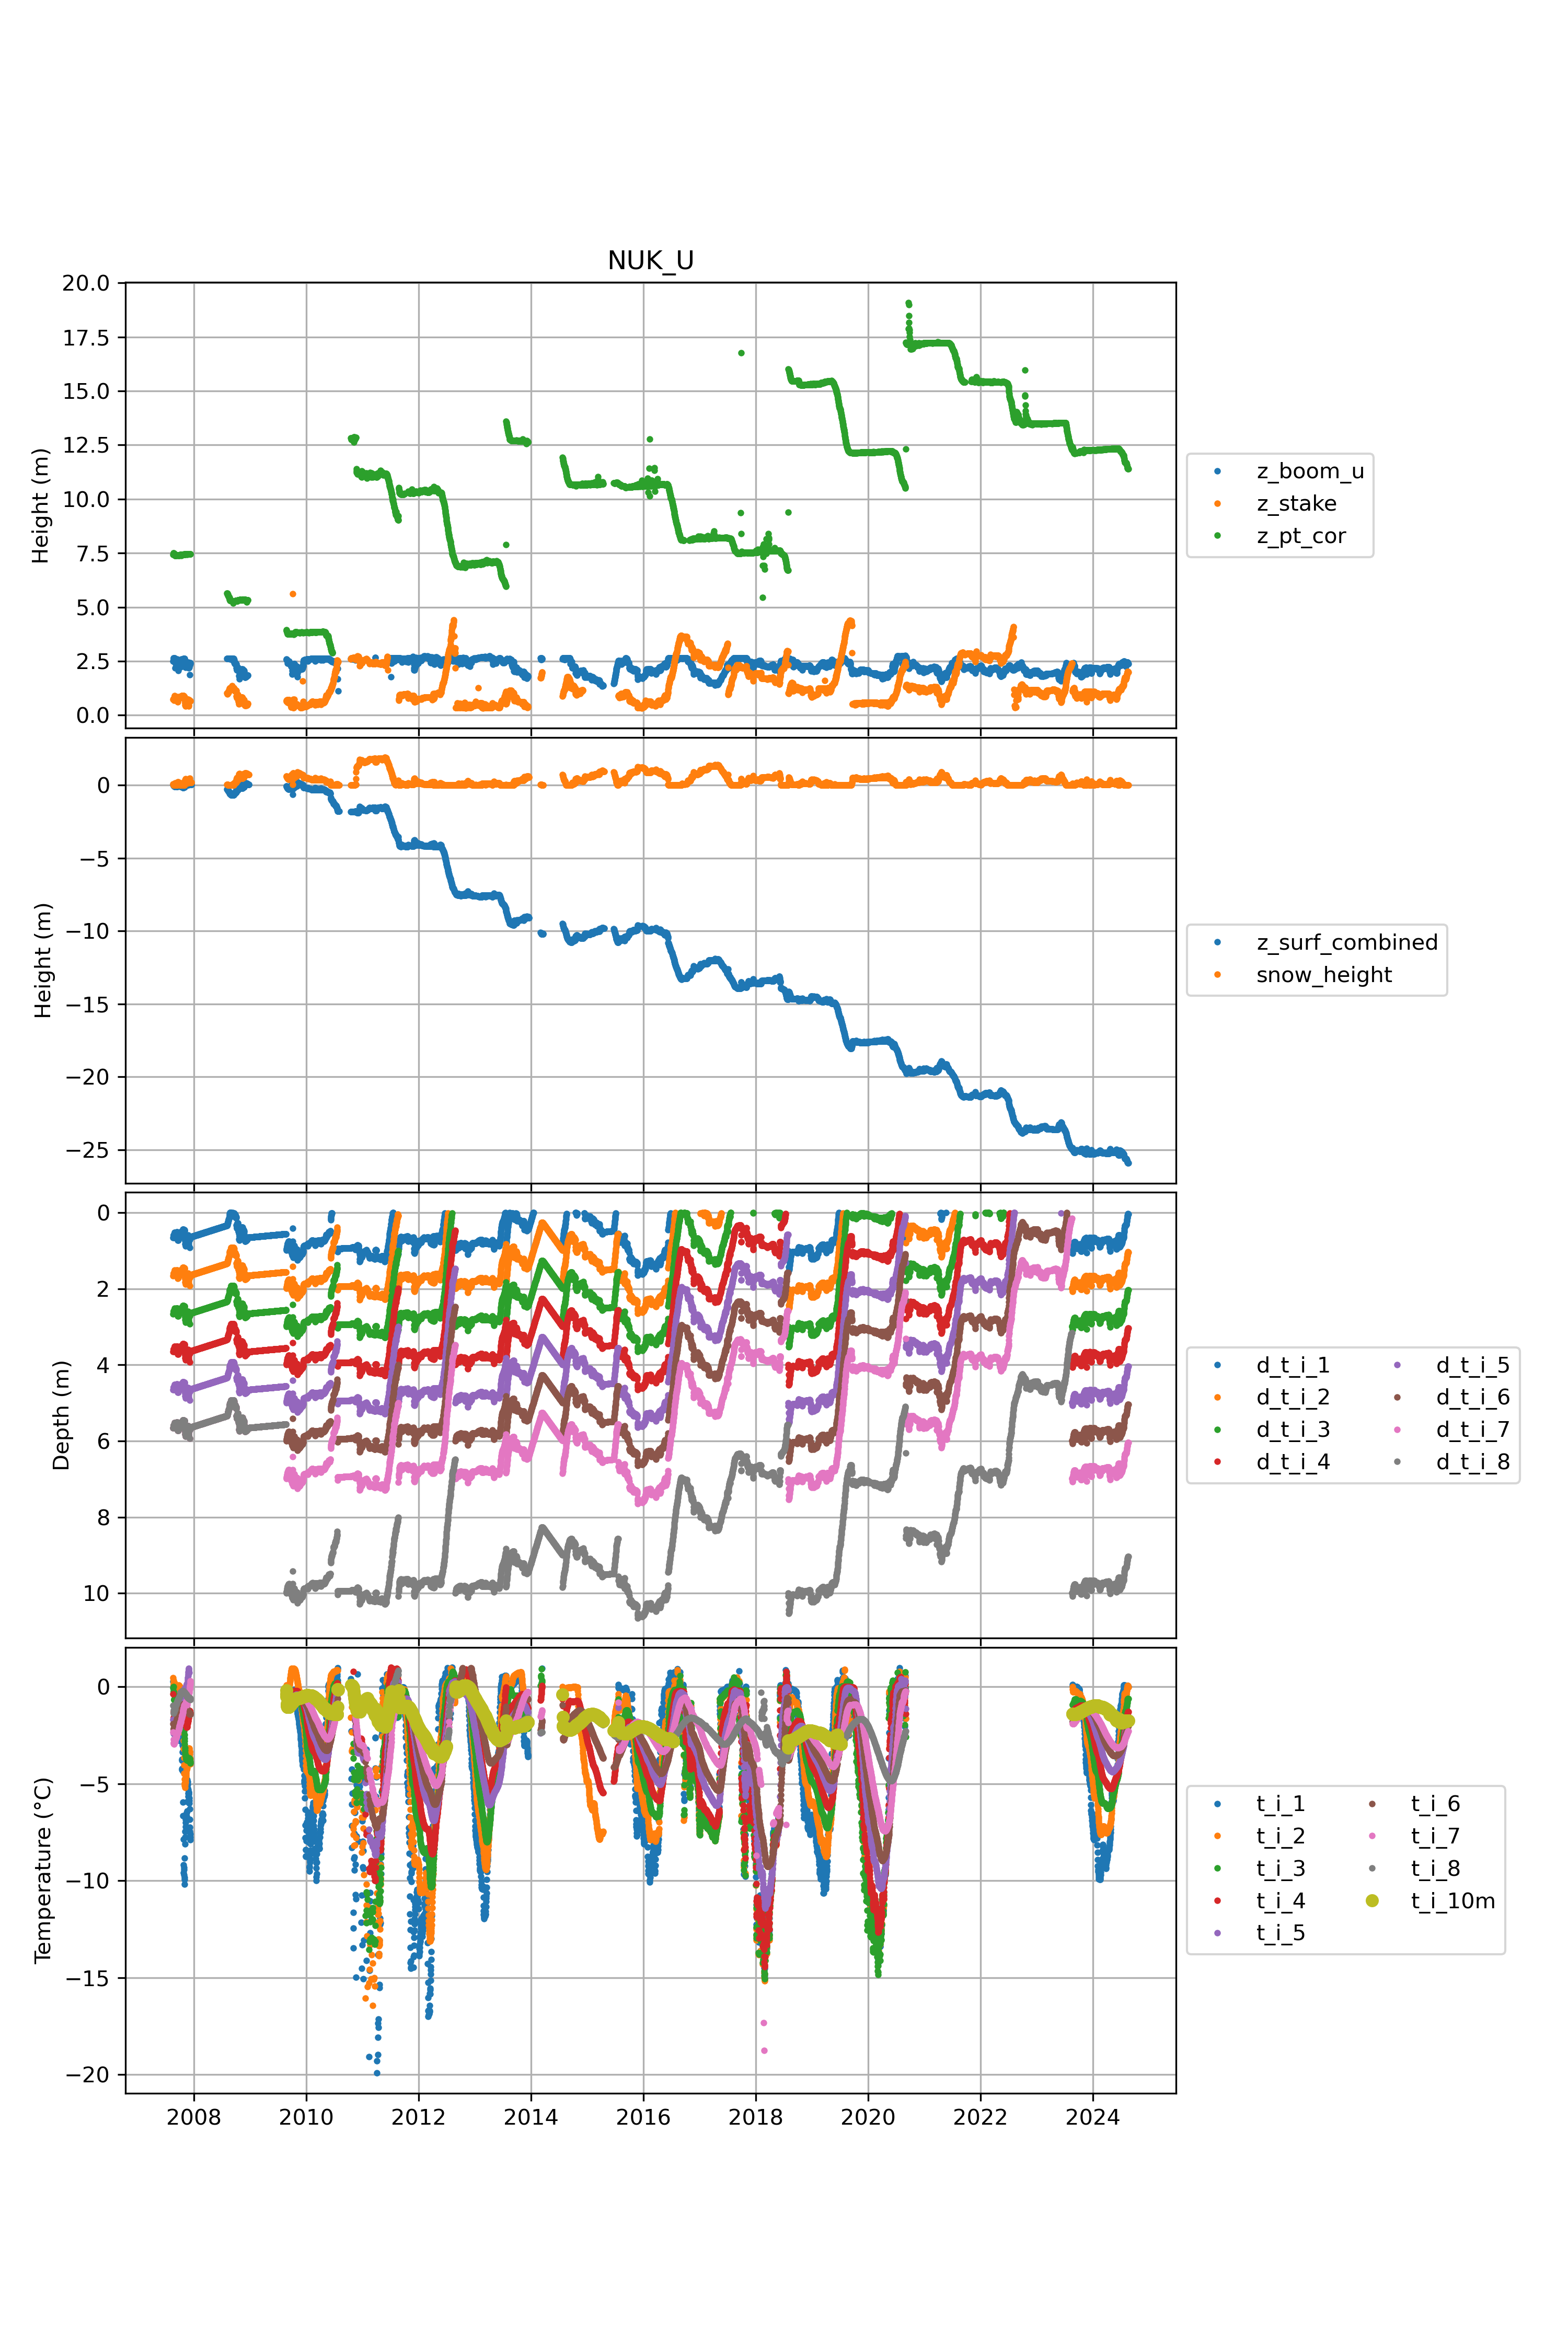 NUK_U
20.0
17.5
15.0
12.5
10.0
7.5
5.0
2.5
0.0
Height (m)
z_boom_u
z_stake
z_pt_cor
0
−5
−10
−15
−20
−25
Height (m)
z_surf_combined
snow_height
0
2
4
6
8
10
Depth (m)
d_t_i_1 d_t_i_5
d_t_i_2 d_t_i_6
d_t_i_3 d_t_i_7
d_t_i_4 d_t_i_8
0
−5
−10
−15
−20
Temperature (°C)
t_i_1 t_i_6
t_i_2 t_i_7
t_i_3 t_i_8
t_i_4 t_i_10m
t_i_5
2008 2010 2012 2014 2016 2018 2020 2022 2024